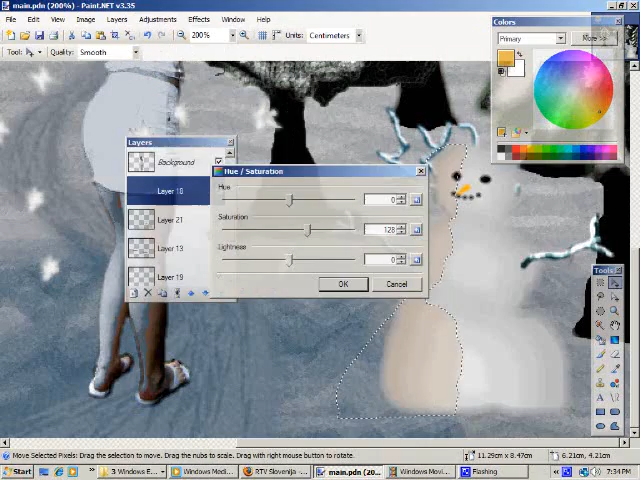 main.pdn (200%) - Paint.NET v3.35
File Edit View Image Layers Adjustments Effects Window Help
200% Units: Centimeters
Tool: Quality: Smooth
Colors
Primary More >>
Layers
Background
Layer 18
Layer 21
Layer 13
Layer 19
Hue / Saturation
Hue
0
Saturation
128
Lightness
0
OK Cancel
Tools
Move Selected Pixels: Drag the selection to move. Drag the nubs to scale. Drag with right mouse button to rotate. 11.29cm x 8.47cm 6.21cm, 4.21cm
Start 3 Windows E... Windows Medi... RTV Slovenija -... main.pdn (200... Windows Movi... Flashing 7:34 PM